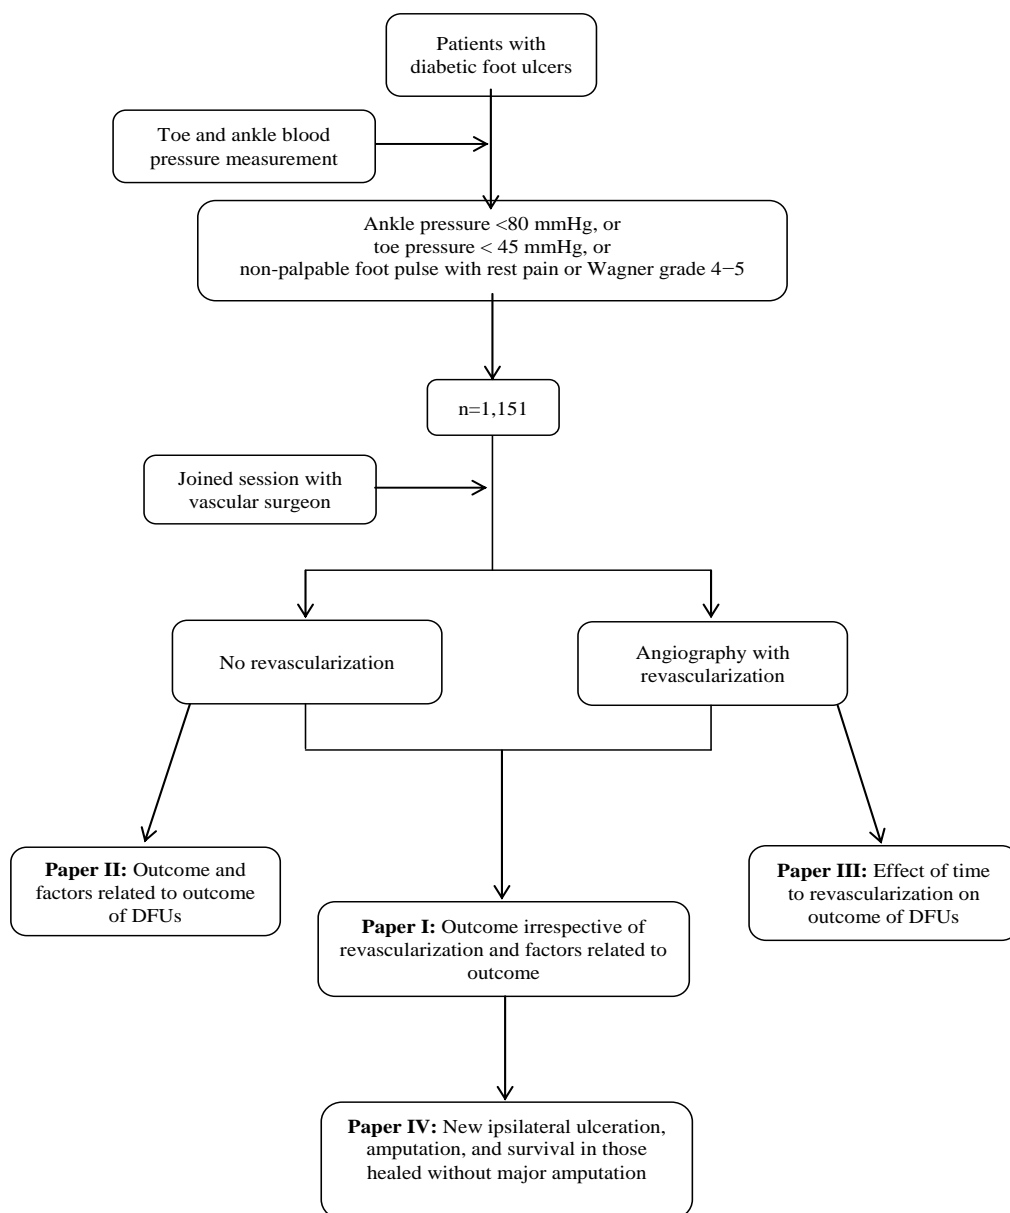 Patients with
diabetic foot ulcers
Toe and ankle blood
pressure measurement
Ankle pressure <80 mmHg, or
toe pressure < 45 mmHg, or
non-palpable foot pulse with rest pain or Wagner grade 4−5
n=1,151
Joined session with
vascular surgeon
No revascularization
Angiography with
revascularization
Paper II: Outcome and
factors related to outcome
of DFUs
Paper III: Effect of time
to revascularization on
outcome of DFUs
Paper I: Outcome irrespective of
revascularization and factors related to
outcome
Paper IV: New ipsilateral ulceration,
amputation, and survival in those
healed without major amputation